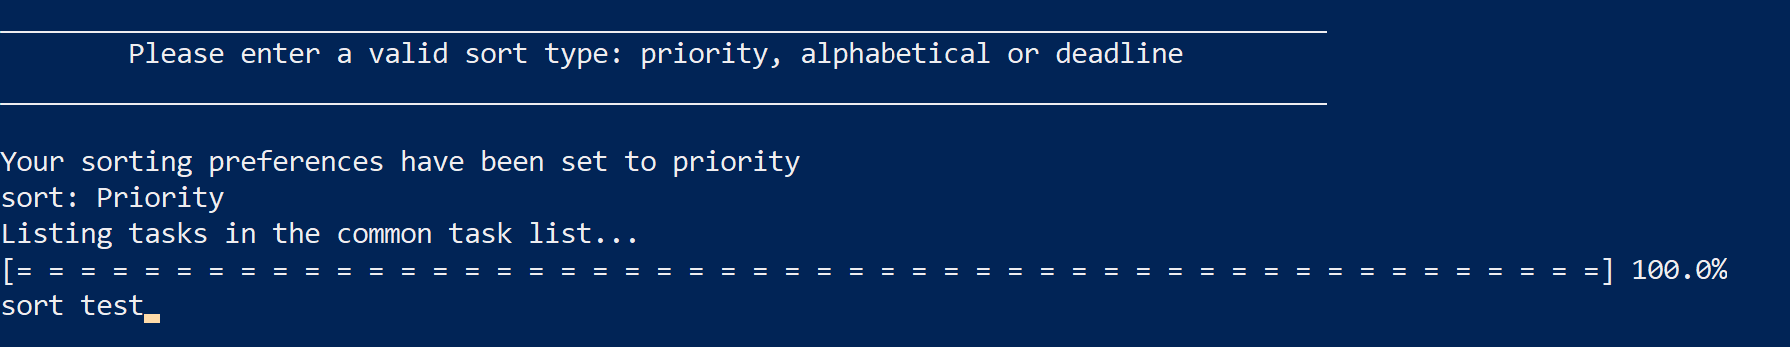 Please enter a valid sort type: priority, alphabetical or deadline
Your sorting preferences have been set to priority
sort: Priority
Listing tasks in the common task list...
[= = = = = = = = = = = = = = = = = = = = = = = = = = = = = = = = = = = = = = = = = = = = = = = = = =] 100.0%
sort test